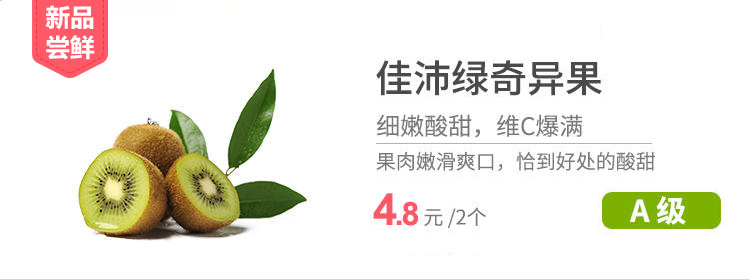 新品
尝鲜
佳沛绿奇异果
细嫩酸甜，维C爆满
果肉嫩滑爽口，恰到好处的酸甜
4.8 元 /2个
A 级